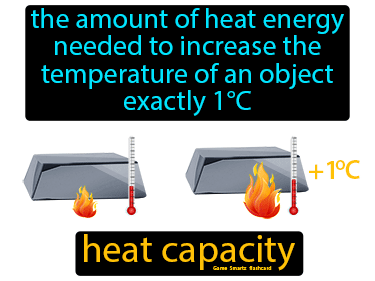 the amount of heat energy
needed to increase the
temperature of an object
exactly 1°C
+1°C
heat capacity
Game Smartz flashcard